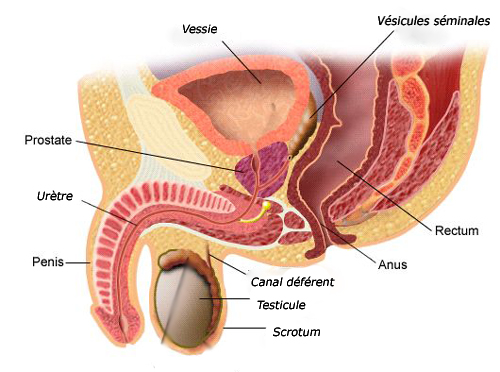 Vésicules séminales
Vessie
Prostate
Urètre
Rectum
Penis
Anus
Canal déférent
Testicule
Scrotum